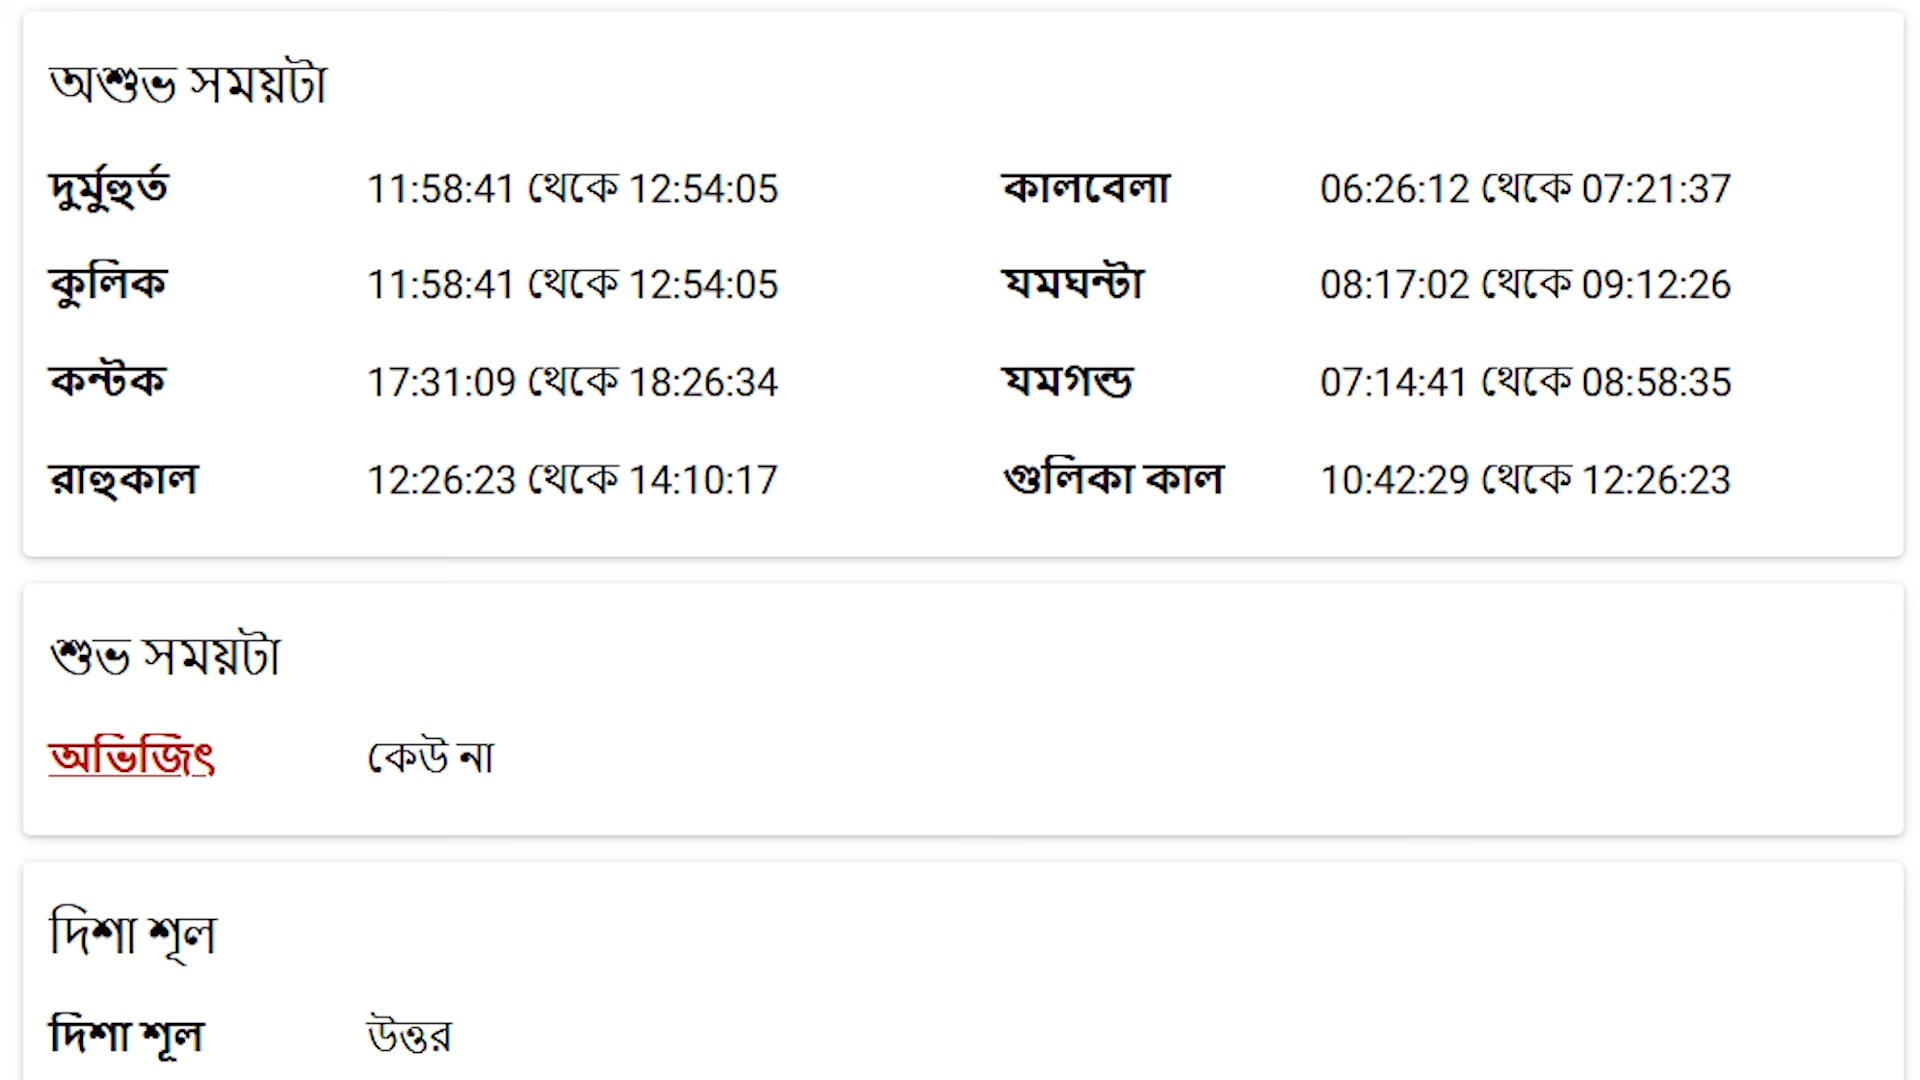 অশুভ সময়টা
দুর্মুহুর্ত 11:58:41 থেকে 12:54:05 কালবেলা 06:26:12 থেকে 07:21:37
কুলিক 11:58:41 থেকে 12:54:05 যমঘন্টা 08:17:02 থেকে 09:12:26
কন্টক 17:31:09 থেকে 18:26:34 যমগন্ড 07:14:41 থেকে 08:58:35
রাহুকাল 12:26:23 থেকে 14:10:17 গুলিকা কাল 10:42:29 থেকে 12:26:23
শুভ সময়টা
অভিজিৎ কেউ না
দিশা শূল
দিশা শূল উত্তর